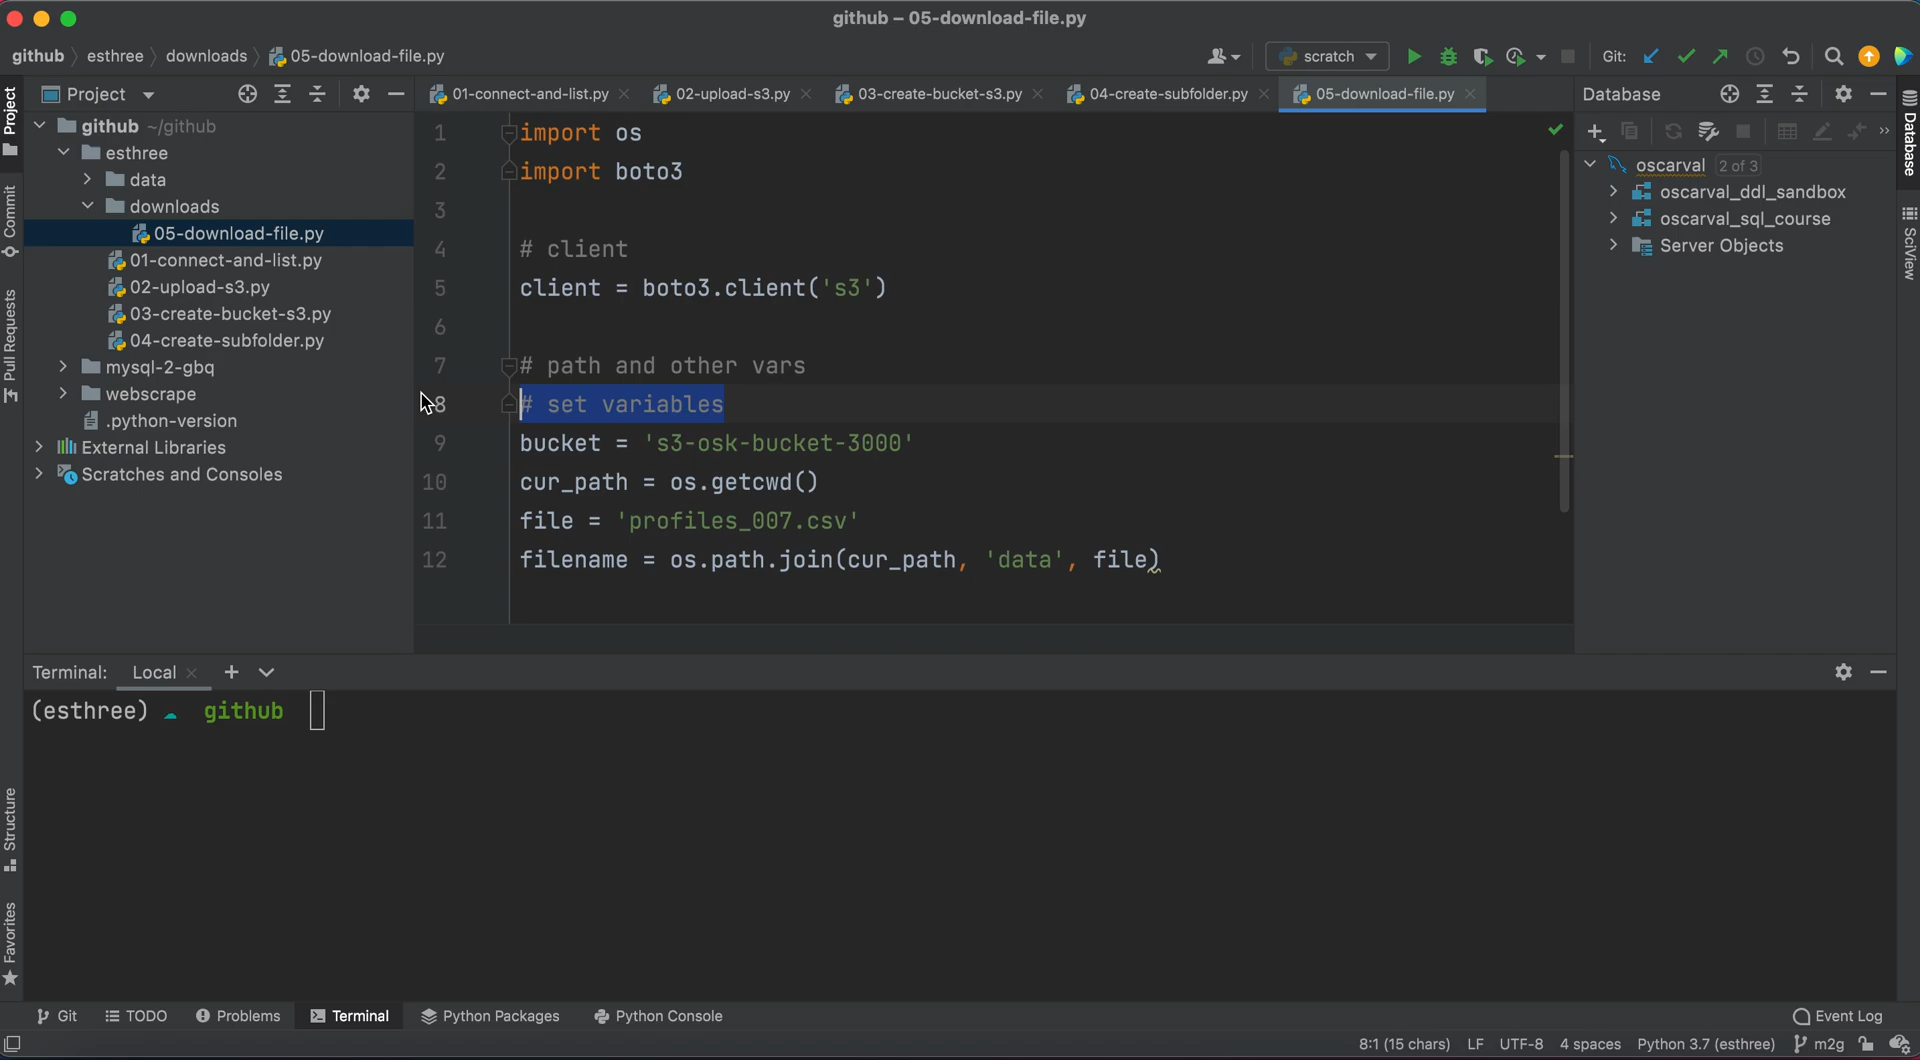 github – 05-download-file.py
github esthree downloads 05-download-file.py
scratch Git:
Project
01-connect-and-list.py 02-upload-s3.py 03-create-bucket-s3.py 04-create-subfolder.py 05-download-file.py
Database
Project
Commit
Pull Requests
Structure
Favorites
github ~/github
esthree
data
downloads
05-download-file.py
01-connect-and-list.py
02-upload-s3.py
03-create-bucket-s3.py
04-create-subfolder.py
mysql-2-gbq
webscrape
.python-version
External Libraries
Scratches and Consoles
1 import os
2 import boto3
3
4 # client
5 client = boto3.client('s3')
6
7 # path and other vars
8 # set variables
9 bucket = 's3-osk-bucket-3000'
10 cur_path = os.getcwd()
11 file = 'profiles_007.csv'
12 filename = os.path.join(cur_path, 'data', file)
oscarval 2 of 3
oscarval_ddl_sandbox
oscarval_sql_course
Server Objects
Database
SciView
Terminal: Local
(esthree) github
Git TODO Problems Terminal Python Packages Python Console Event Log
8:1 (15 chars) LF UTF-8 4 spaces Python 3.7 (esthree) m2g